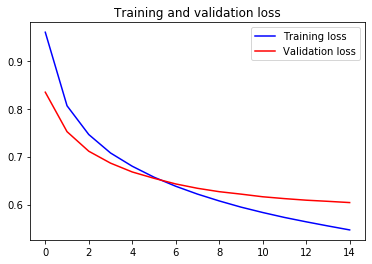 Training and validation loss
Training loss
Validation loss
0.9
0.8
0.7
0.6
0 2 4 6 8 10 12 14